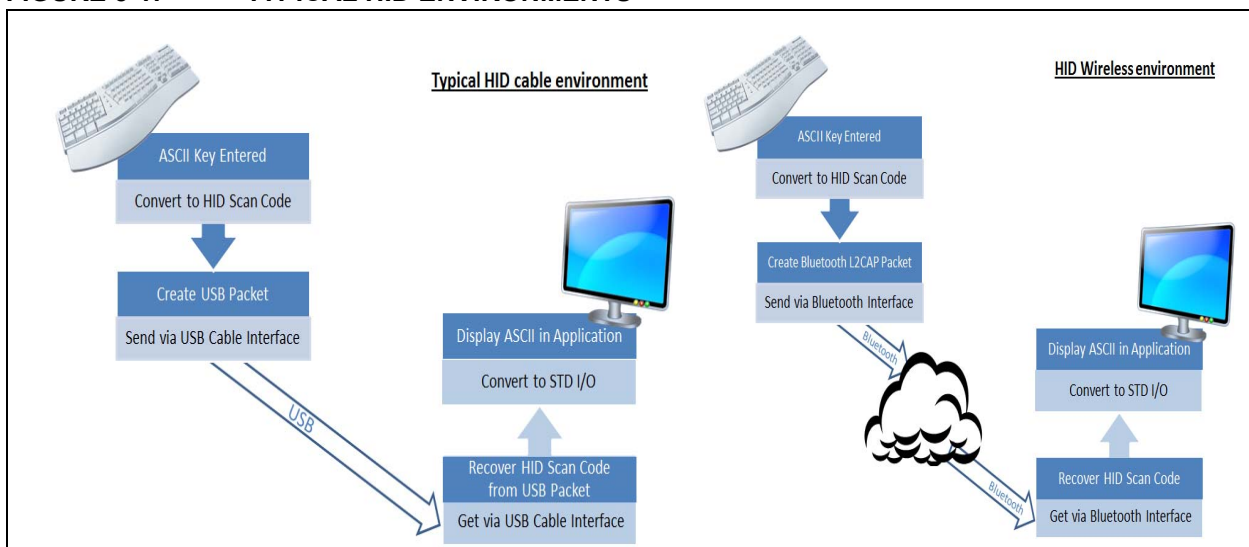 Typical HID cable environment
ASCII Key Entered
Convert to HID Scan Code
Create USB Packet
Send via USB Cable Interface
USB
Display ASCII in Application
Convert to STD I/O
Recover HID Scan Code
from USB Packet
Get via USB Cable Interface
HID Wireless environment
ASCII Key Entered
Convert to HID Scan Code
Create Bluetooth L2CAP Packet
Send via Bluetooth Interface
Bluetooth
Bluetooth
Display ASCII in Application
Convert to STD I/O
Recover HID Scan Code
Get via Bluetooth Interface